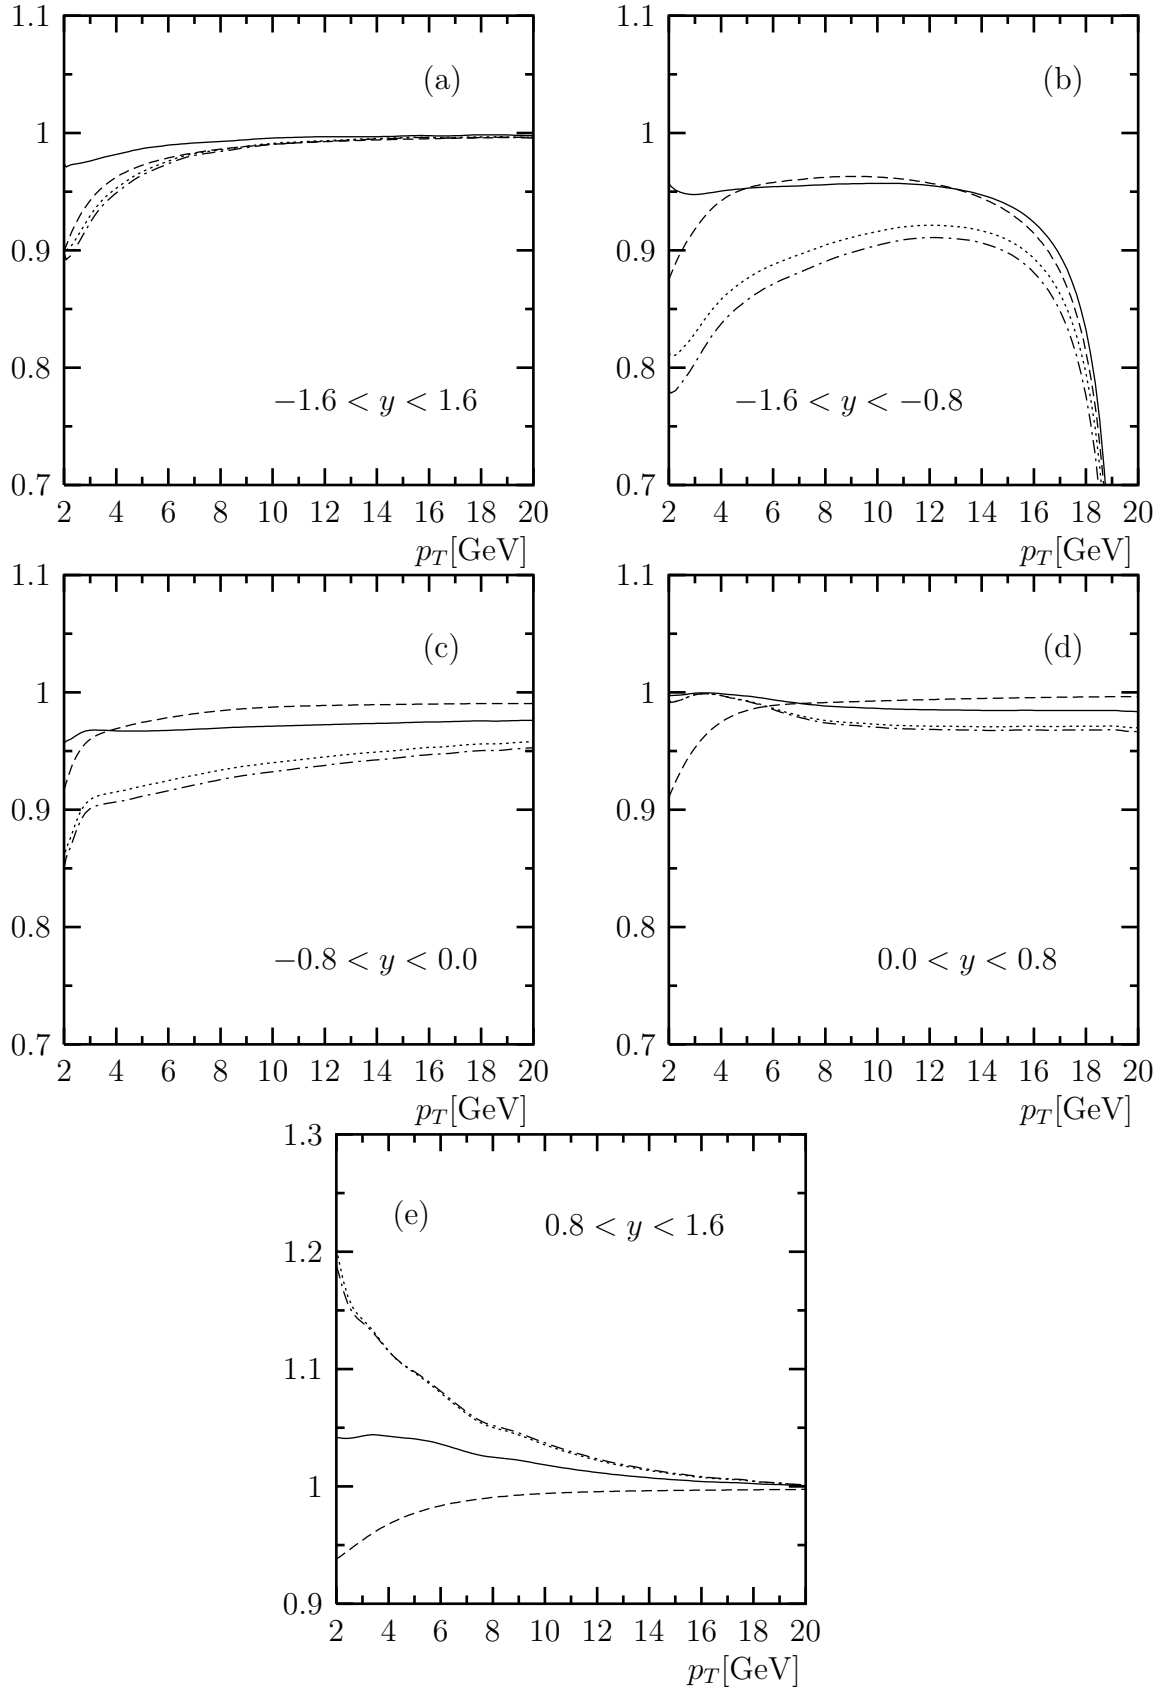 1.1
1
0.9
0.8
0.7
(a)
−1.6 < y < 1.6
2 4 6 8 10 12 14 16 18 20
p_T[GeV]
1.1
1
0.9
0.8
0.7
(b)
−1.6 < y < −0.8
2 4 6 8 10 12 14 16 18 20
p_T[GeV]
1.1
1
0.9
0.8
0.7
(c)
−0.8 < y < 0.0
2 4 6 8 10 12 14 16 18 20
p_T[GeV]
1.1
1
0.9
0.8
0.7
(d)
0.0 < y < 0.8
2 4 6 8 10 12 14 16 18 20
p_T[GeV]
1.3
1.2
1.1
1
0.9
(e)
0.8 < y < 1.6
2 4 6 8 10 12 14 16 18 20
p_T[GeV]